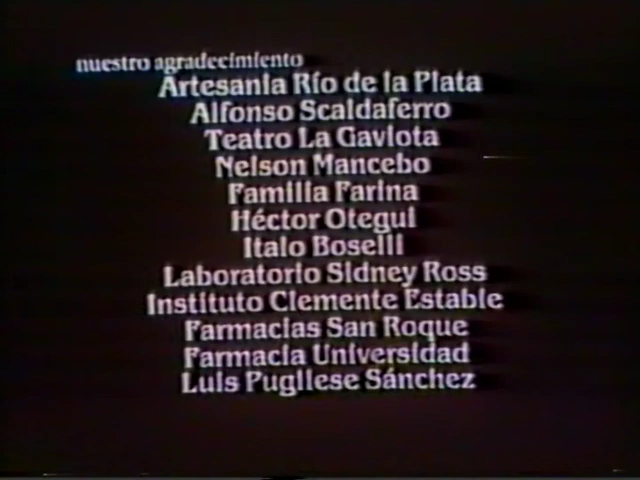 nuestro agradecimiento
Artesanía Río de la Plata
Alfonso Scaldaferro
Teatro La Gaviota
Nelson Mancebo
Familia Farina
Héctor Otegui
Italo Boselli
Laboratorio Sidney Ross
Instituto Clemente Estable
Farmacias San Roque
Farmacia Universidad
Luis Pugliese Sánchez